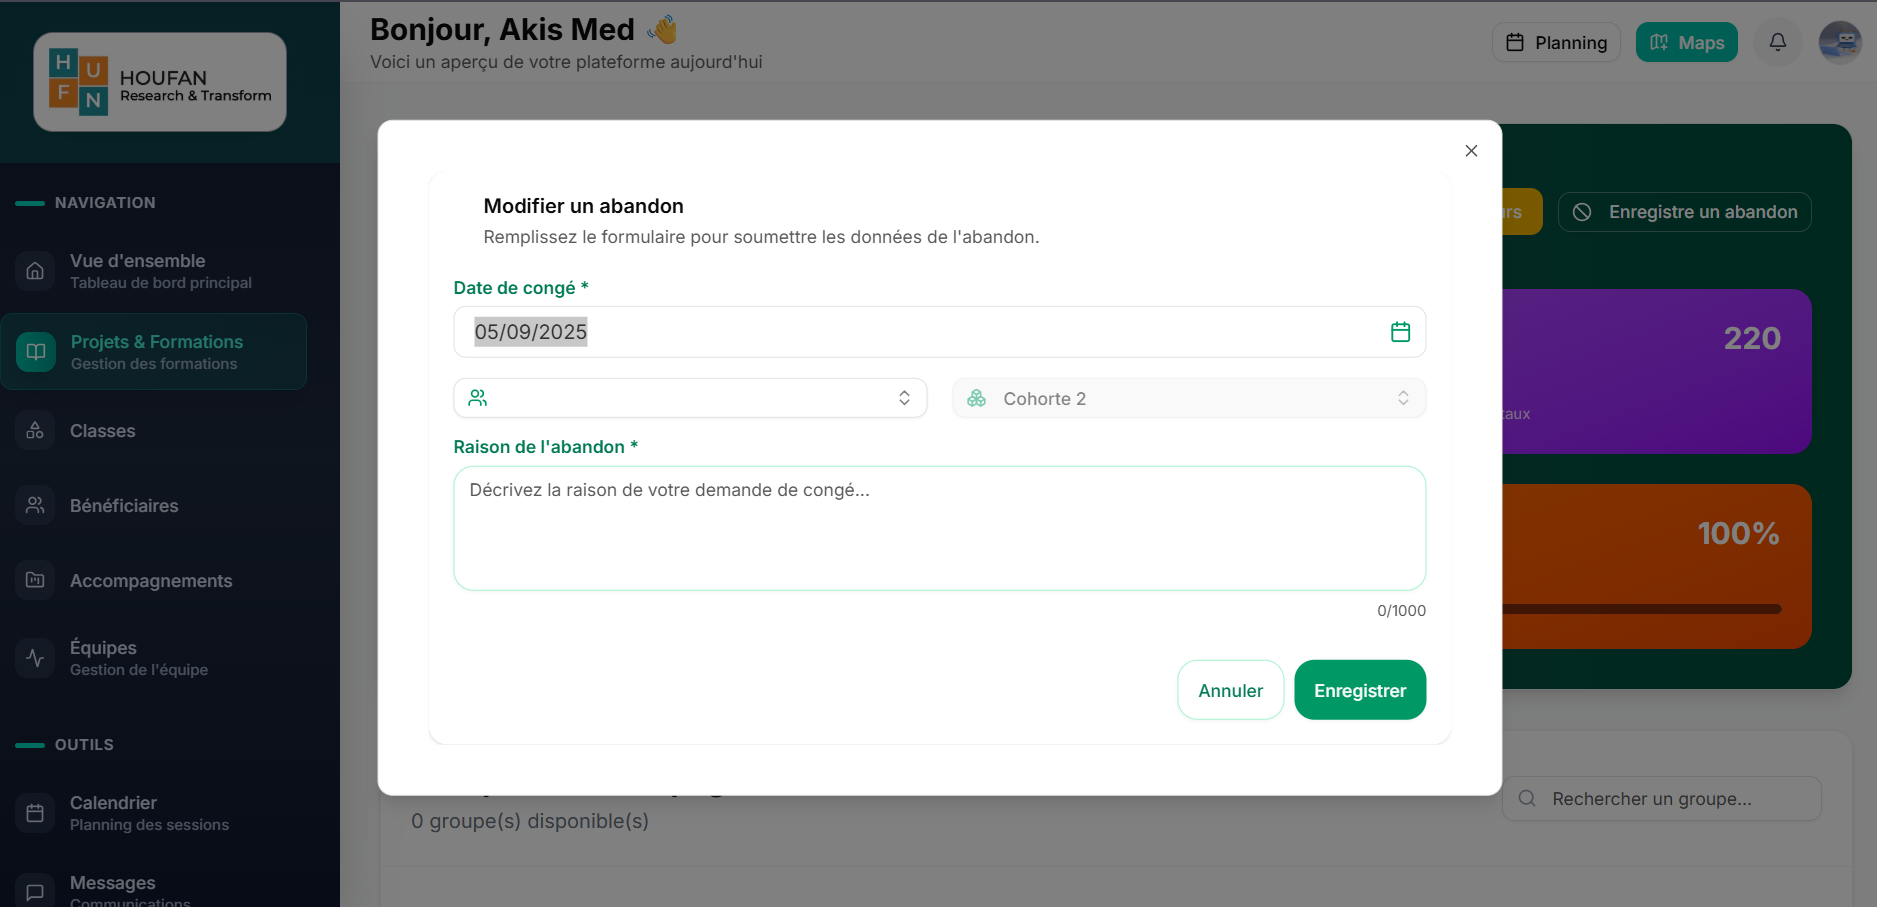 HUFN
HOUFAN
Research & Transform
NAVIGATION
Vue d'ensemble
Tableau de bord principal
Projets & Formations
Gestion des formations
Classes
Bénéficiaires
Accompagnements
Équipes
Gestion de l'équipe
OUTILS
Calendrier
Planning des sessions
Messages
Communications
Bonjour, Akis Med 👋
Voici un aperçu de votre plateforme aujourd'hui
Planning
Maps
Enregistre un abandon
220
100%
Modifier un abandon
Remplissez le formulaire pour soumettre les données de l'abandon.
Date de congé *
05/09/2025
Cohorte 2
Raison de l'abandon *
Décrivez la raison de votre demande de congé...
0/1000
Annuler
Enregistrer
0 groupe(s) disponible(s)
Rechercher un groupe...